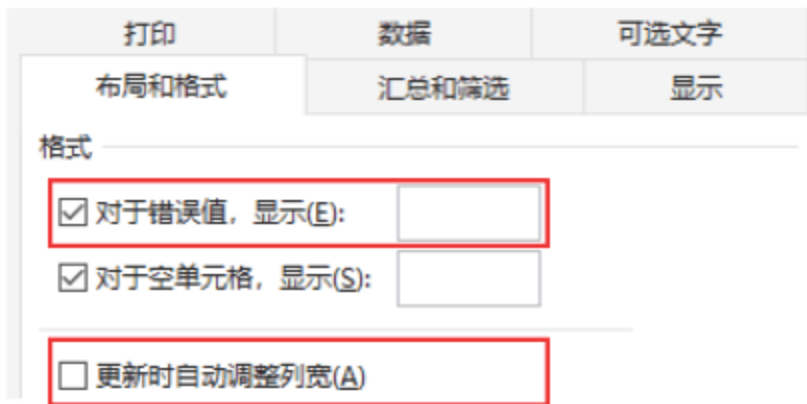 打印 数据 可选文字
布局和格式 汇总和筛选 显示
格式
对于错误值，显示(E):
对于空单元格，显示(S):
更新时自动调整列宽(A)